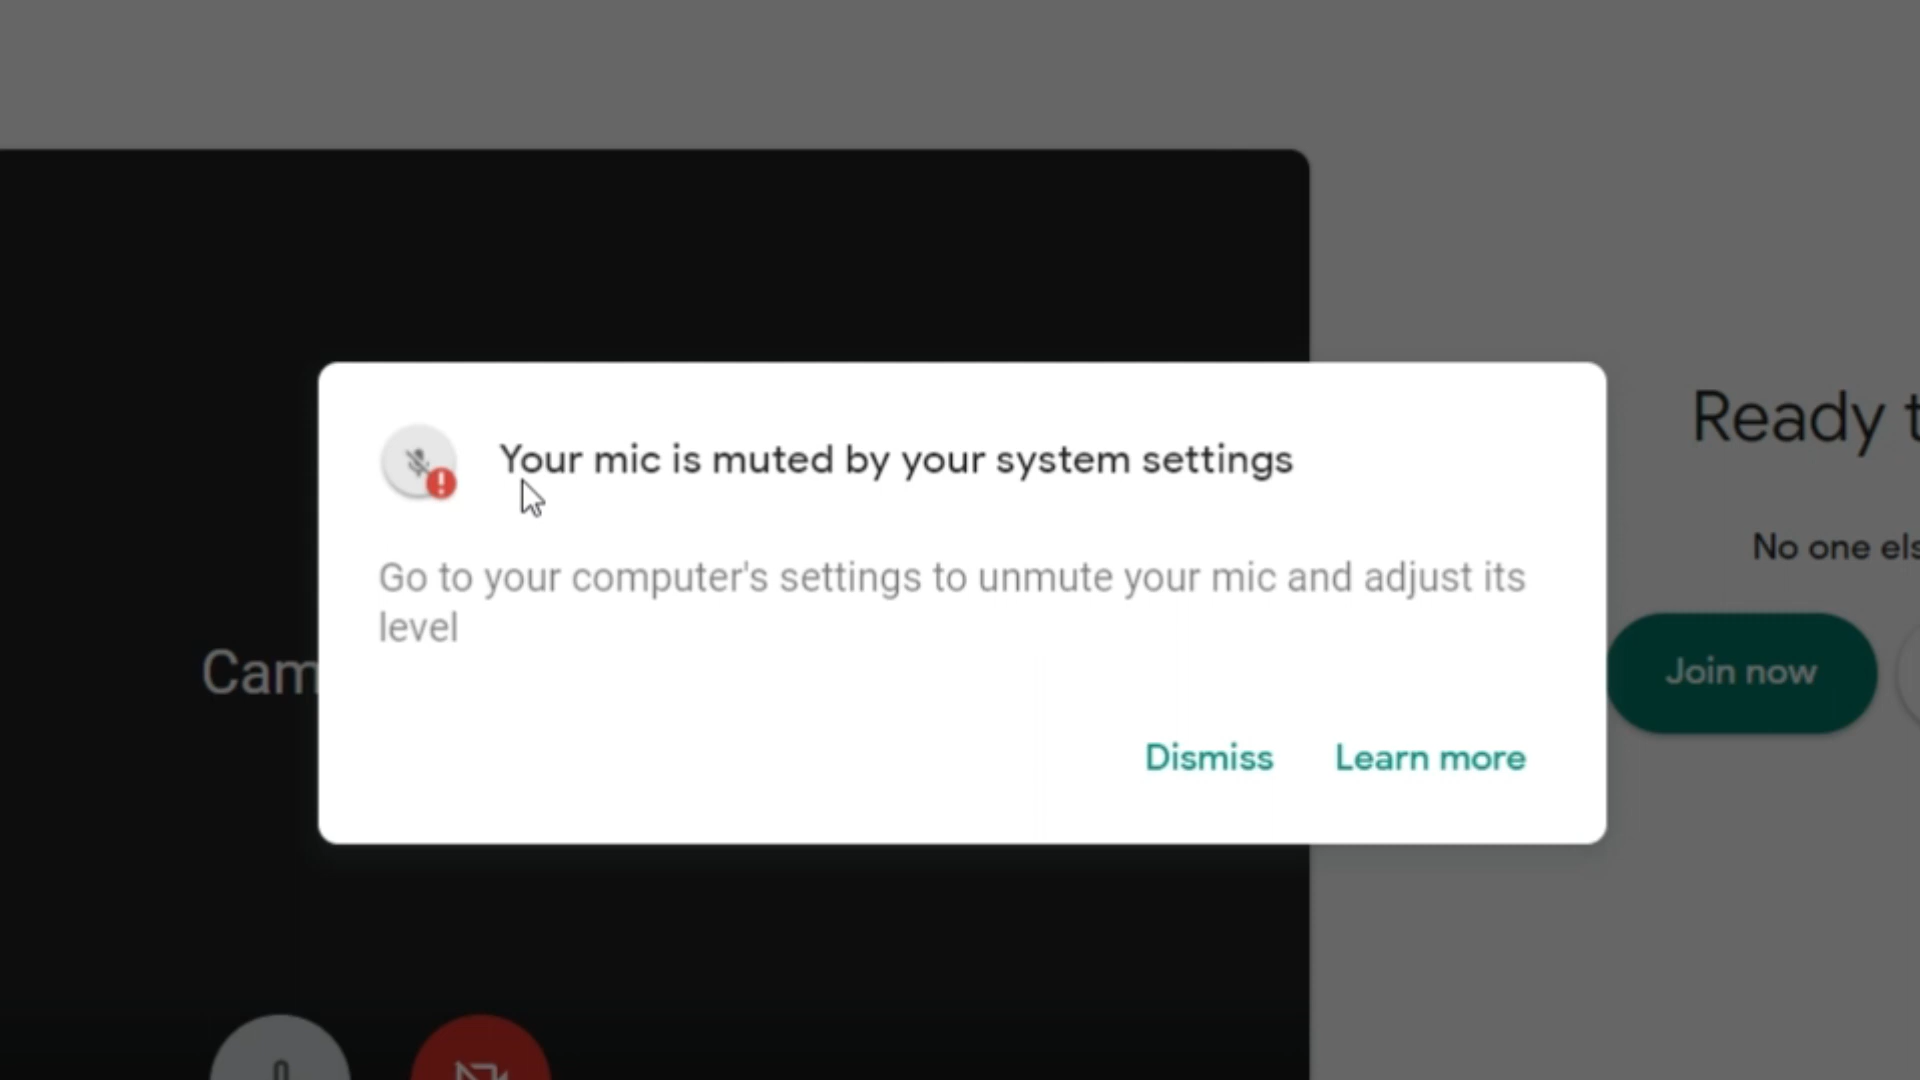 Ready t
Your mic is muted by your system settings
No one els
Go to your computer's settings to unmute your mic and adjust its
level
Cam
Join now
Dismiss
Learn more